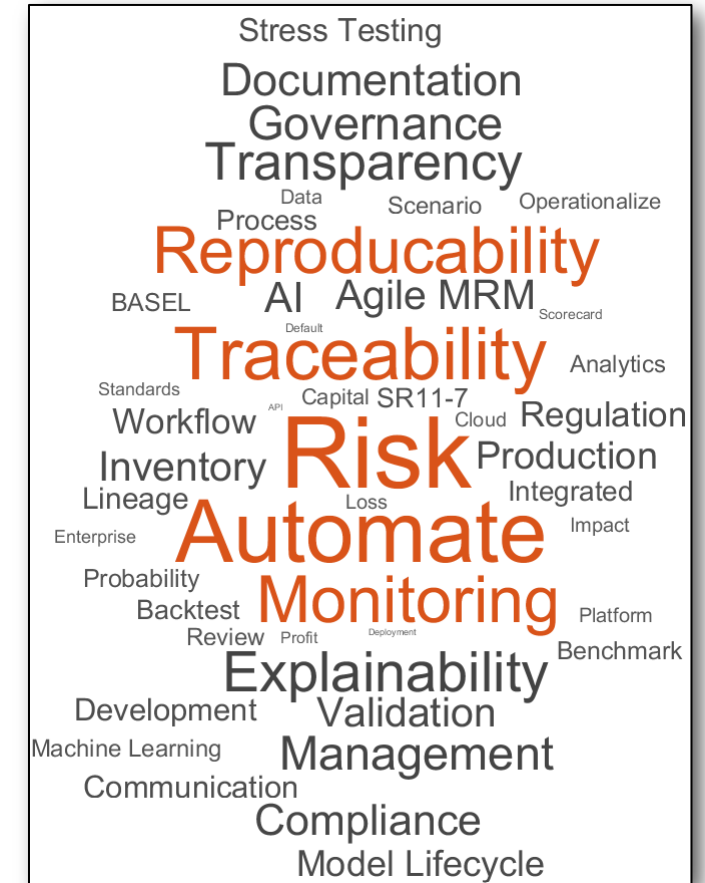 Stress Testing
Documentation
Governance
Transparency
Data
Scenario
Operationalize
Process
Reproducability
BASEL
AI
Agile MRM
Scorecard
Default
Traceability
Analytics
Standards
Capital
SR11-7
API
Workflow
Cloud
Regulation
Risk
Production
Inventory
Integrated
Lineage
Loss
Automate
Impact
Enterprise
Probability
Monitoring
Backtest
Platform
Review
Profit
Deployment
Benchmark
Explainability
Development
Validation
Machine Learning
Management
Communication
Compliance
Model Lifecycle